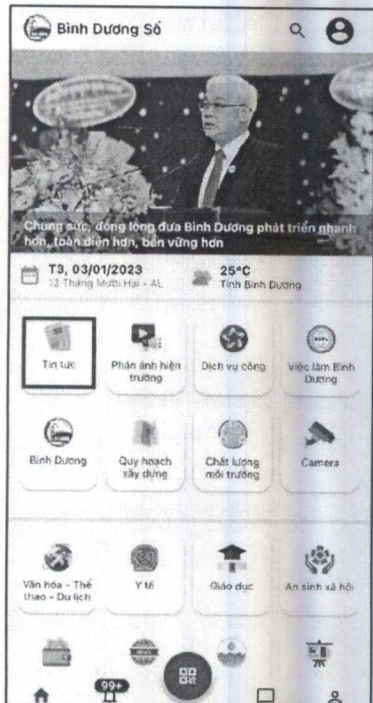 Bình Dương Số
Chung sức, đồng lòng đưa Bình Dương phát triển nhanh
hơn, toàn diện hơn, bền vững hơn
T3, 03/01/2023
12 Tháng Mười Hai - AL
25°C
Tỉnh Bình Dương
Tin tức
Phản ánh hiện
trường
Dịch vụ công
Việc làm Bình
Dương
Bình Dương
Quy hoạch
xây dựng
Chất lượng
môi trường
Camera
Văn hóa - Thể
thao - Du lịch
Y tế
Giáo dục
An sinh xã hội
99+